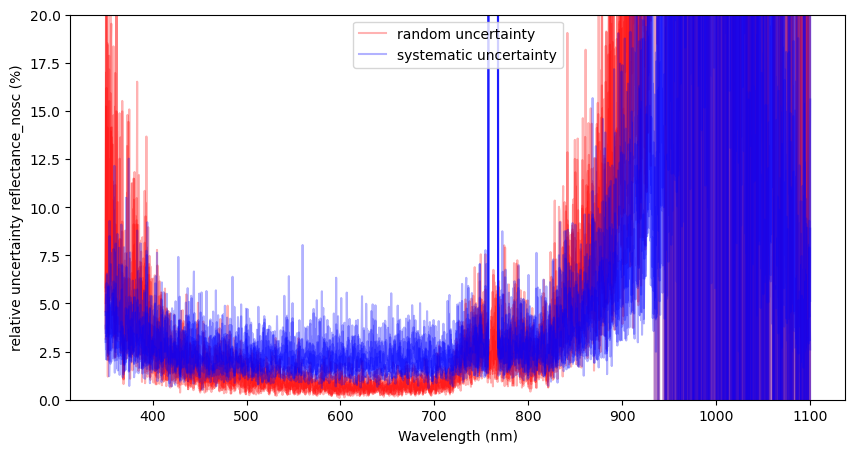 random uncertainty
systematic uncertainty
relative uncertainty reflectance_nosc (%)
20.0
17.5
15.0
12.5
10.0
7.5
5.0
2.5
0.0
400 500 600 700 800 900 1000 1100
Wavelength (nm)